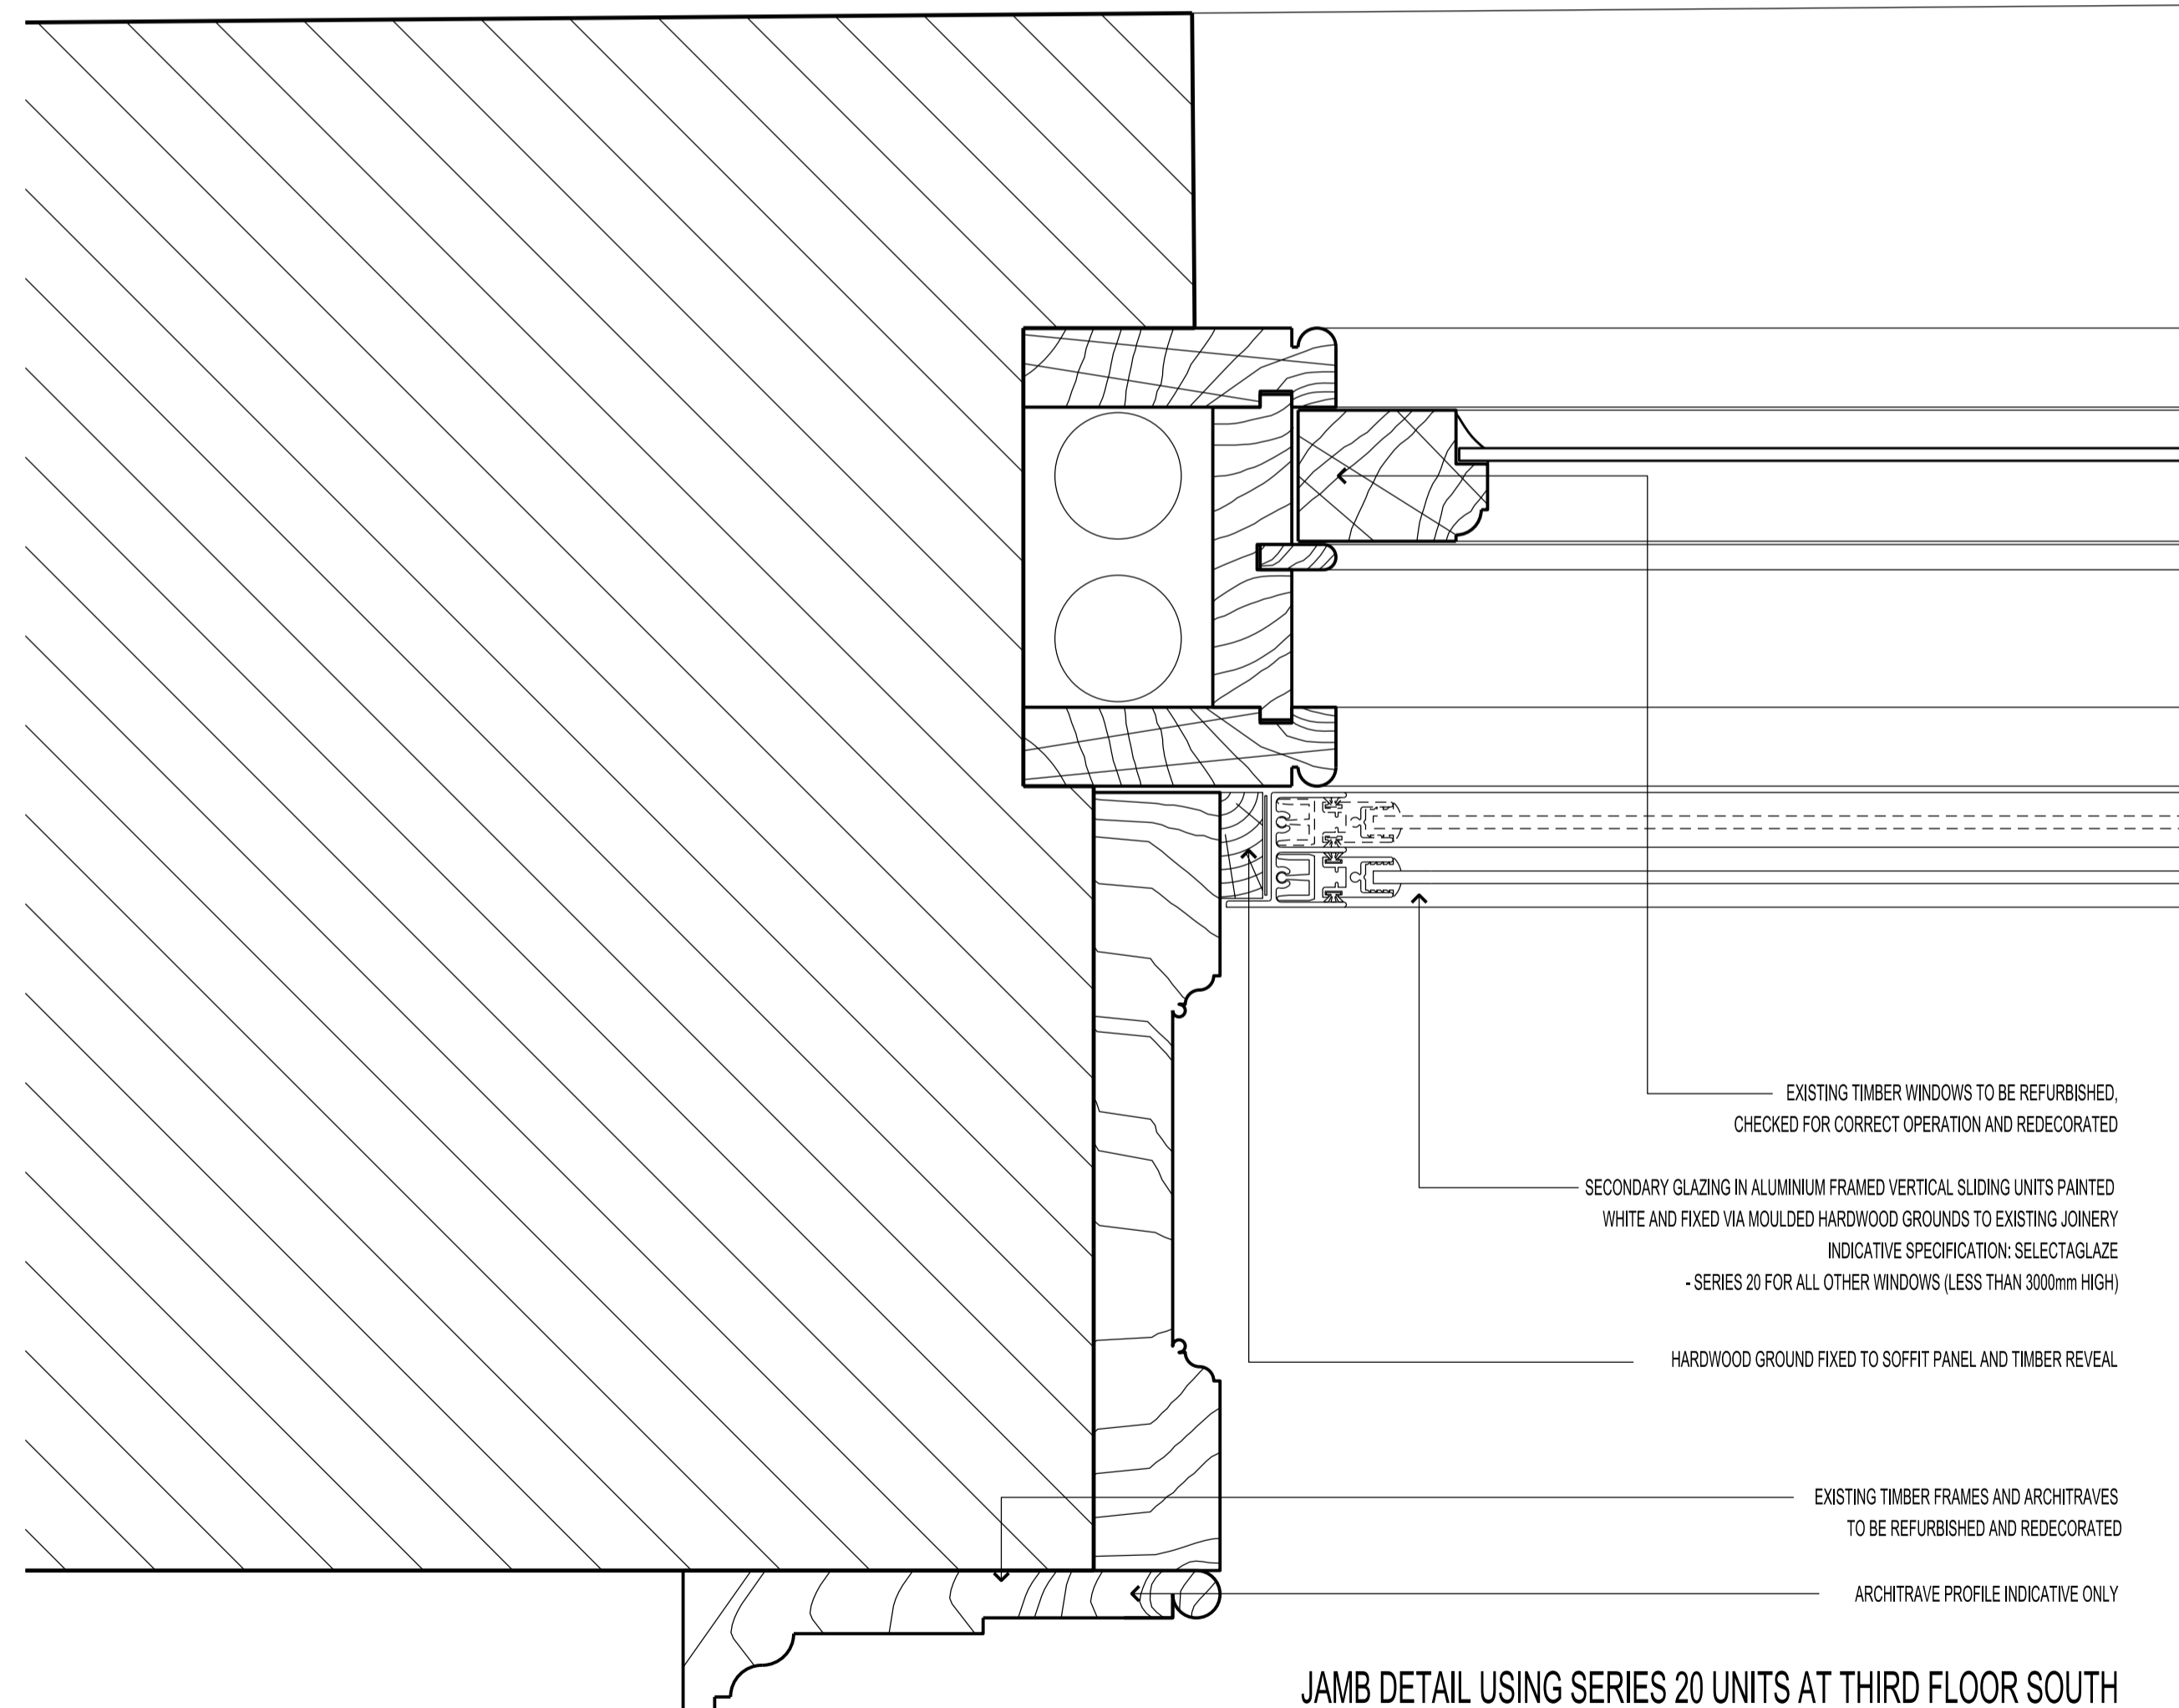 EXISTING TIMBER WINDOWS TO BE REFURBISHED,
CHECKED FOR CORRECT OPERATION AND REDECORATED
SECONDARY GLAZING IN ALUMINIUM FRAMED VERTICAL SLIDING UNITS PAINTED
WHITE AND FIXED VIA MOULDED HARDWOOD GROUNDS TO EXISTING JOINERY
INDICATIVE SPECIFICATION: SELECTAGLAZE
- SERIES 20 FOR ALL OTHER WINDOWS (LESS THAN 3000mm HIGH)
HARDWOOD GROUND FIXED TO SOFFIT PANEL AND TIMBER REVEAL
EXISTING TIMBER FRAMES AND ARCHITRAVES
TO BE REFURBISHED AND REDECORATED
ARCHITRAVE PROFILE INDICATIVE ONLY
JAMB DETAIL USING SERIES 20 UNITS AT THIRD FLOOR SOUTH